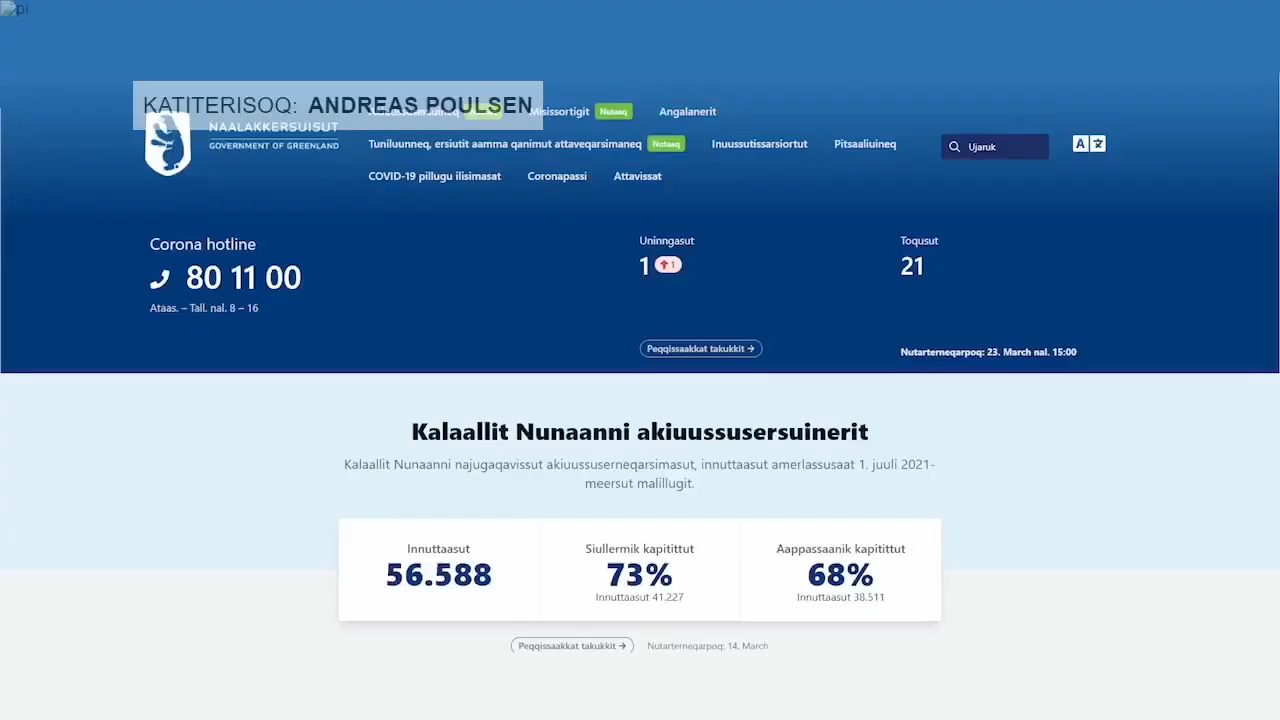 pi
KATITERISOQ: ANDREAS POULSEN
Misissortigit Nutaaq Angalanerit
NAALAKKERSUISUT
GOVERNMENT OF GREENLAND
Tuniluunneq, ersiutit aamma qanimut attaveqarsimaneq Nutaaq Inuussutissarsiortut Pitsaaliuineq
Ujaruk
COVID-19 pillugu ilisimasat Coronapassi Attavissat
Corona hotline
80 11 00
Ataas. – Tall. nal. 8 – 16
Uninngasut
1 1
Toqusut
21
Peqqissaakkat takukkit →
Nutarterneqarpoq: 23. March nal. 15:00
Kalaallit Nunaanni akiuussusersuinerit
Kalaallit Nunaanni najugaqavissut akiuussuserneqarsimasut, innuttaasut amerlassusaat 1. juuli 2021-
meersut malillugit.
Innuttaasut
56.588
Siullermik kapitittut
73%
Innuttaasut 41.227
Aappassaanik kapitittut
68%
Innuttaasut 38.511
Peqqissaakkat takukkit →
Nutarterneqarpoq: 14. March